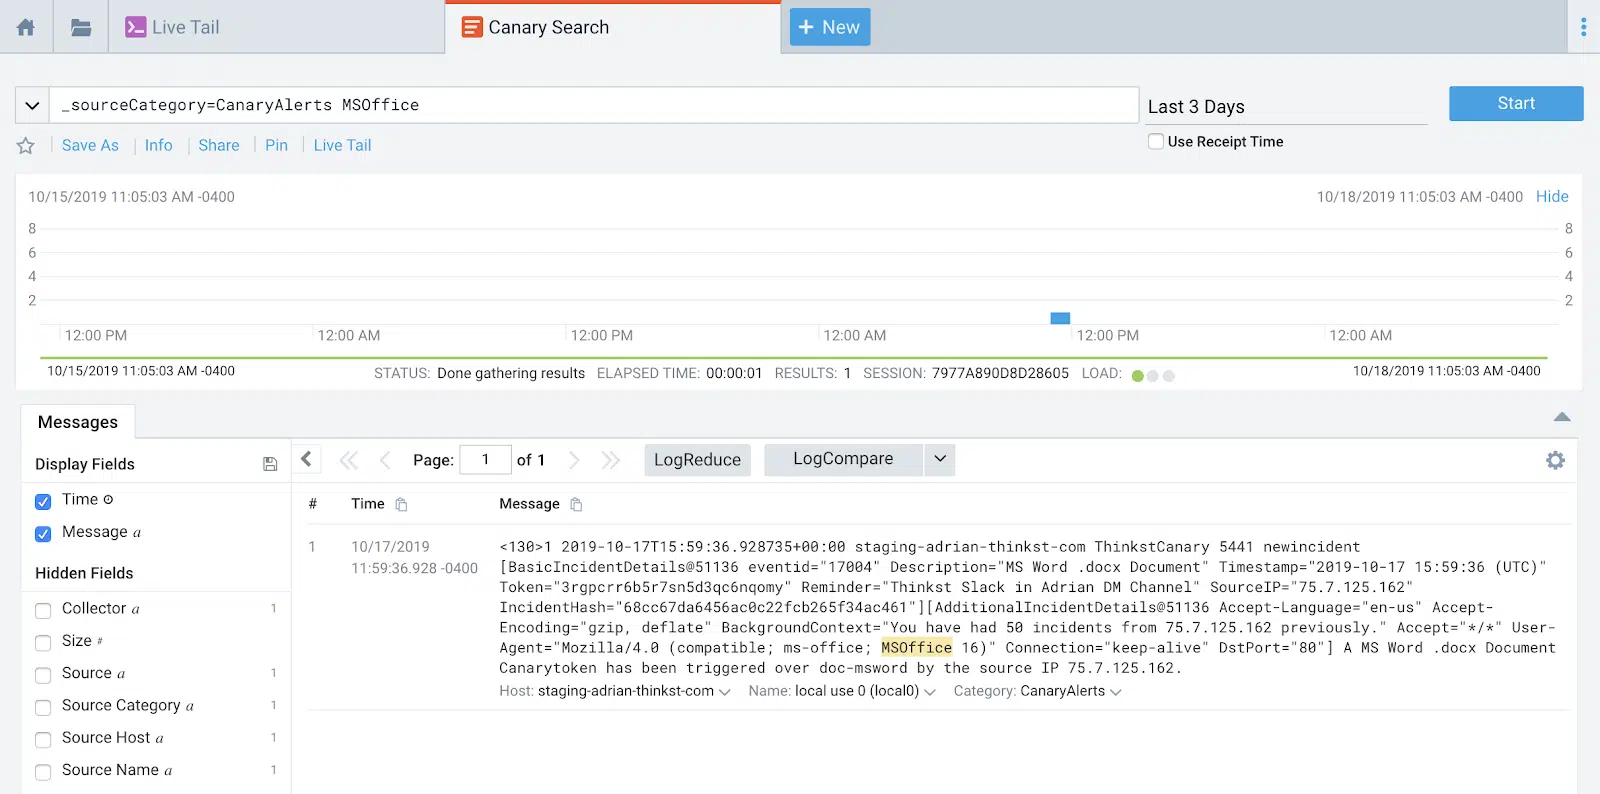 Live Tail
Canary Search
+ New
_sourceCategory=CanaryAlerts MSOffice
Last 3 Days
Start
Save As | Info | Share | Pin | Live Tail
Use Receipt Time
10/15/2019 11:05:03 AM -0400
10/18/2019 11:05:03 AM -0400 Hide
8 8
6 6
4 4
2 2
12:00 PM 12:00 AM 12:00 PM 12:00 AM 12:00 PM 12:00 AM
10/15/2019 11:05:03 AM -0400 STATUS: Done gathering results ELAPSED TIME: 00:00:01 RESULTS: 1 SESSION: 7977A890D8D28605 LOAD: 10/18/2019 11:05:03 AM -0400
Messages
Display Fields
Time
Message a
Hidden Fields
Collector a 1
Size #
Source a 1
Source Category a 1
Source Host a 1
Source Name a 1
Page: 1 of 1 LogReduce LogCompare
# Time Message
1 10/17/2019
11:59:36.928 -0400
<130>1 2019-10-17T15:59:36.928735+00:00 staging-adrian-thinkst-com ThinkstCanary 5441 newincident
[BasicIncidentDetails@51136 eventid="17004" Description="MS Word .docx Document" Timestamp="2019-10-17 15:59:36 (UTC)"
Token="3rgpcrr6b5r7sn5d3qc6nqomy" Reminder="Thinkst Slack in Adrian DM Channel" SourceIP="75.7.125.162"
IncidentHash="68cc67da6456ac0c22fcb265f34ac461"][AdditionalIncidentDetails@51136 Accept-Language="en-us" Accept-
Encoding="gzip, deflate" BackgroundContext="You have had 50 incidents from 75.7.125.162 previously." Accept="*/*" User-
Agent="Mozilla/4.0 (compatible; ms-office; MSOffice 16)" Connection="keep-alive" DstPort="80"] A MS Word .docx Document
Canarytoken has been triggered over doc-msword by the source IP 75.7.125.162.
Host: staging-adrian-thinkst-com Name: local use 0 (local0) Category: CanaryAlerts